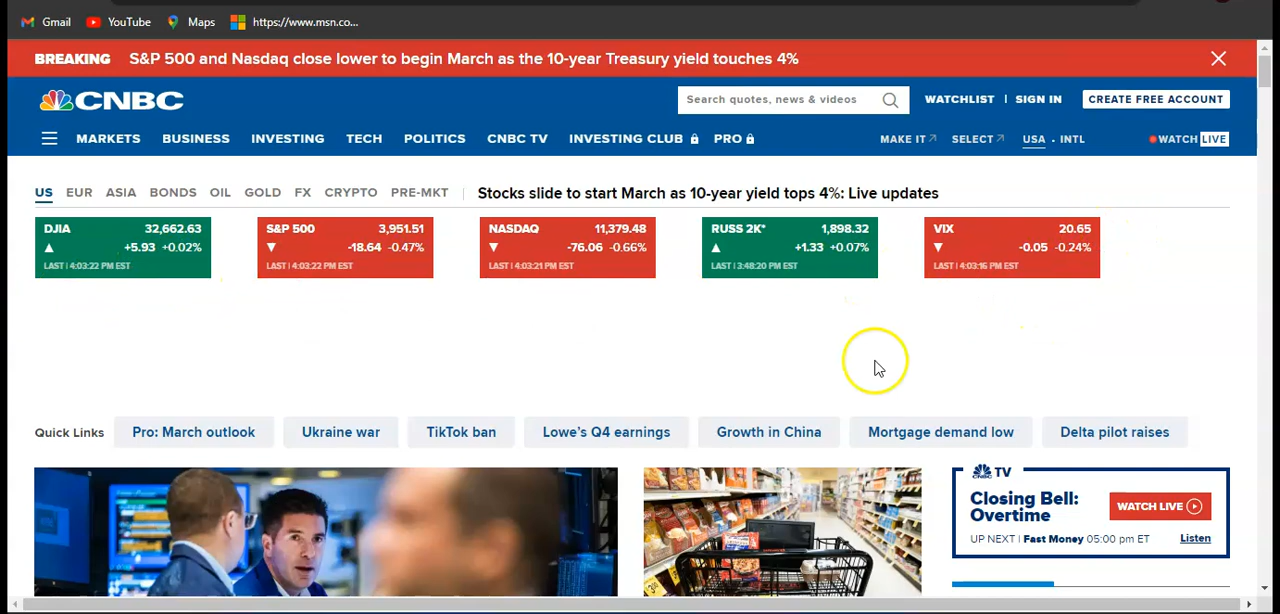 Gmail YouTube Maps https://www.msn.co...
BREAKING S&P 500 and Nasdaq close lower to begin March as the 10-year Treasury yield touches 4%
CNBC Search quotes, news & videos WATCHLIST | SIGN IN CREATE FREE ACCOUNT
MARKETS BUSINESS INVESTING TECH POLITICS CNBC TV INVESTING CLUB PRO MAKE IT SELECT USA - INTL WATCH LIVE
US EUR ASIA BONDS OIL GOLD FX CRYPTO PRE-MKT Stocks slide to start March as 10-year yield tops 4%: Live updates
DJIA 32,662.63
+5.93 +0.02%
LAST | 4:03:22 PM EST
S&P 500 3,951.51
-18.64 -0.47%
LAST | 4:03:22 PM EST
NASDAQ 11,379.48
-76.06 -0.66%
LAST | 4:03:21 PM EST
RUSS 2K* 1,898.32
+1.33 +0.07%
LAST | 3:48:20 PM EST
VIX 20.65
-0.05 -0.24%
LAST | 4:03:16 PM EST
Quick Links Pro: March outlook Ukraine war TikTok ban Lowe's Q4 earnings Growth in China Mortgage demand low Delta pilot raises
TV
Closing Bell:
Overtime
WATCH LIVE
UP NEXT | Fast Money 05:00 pm ET Listen